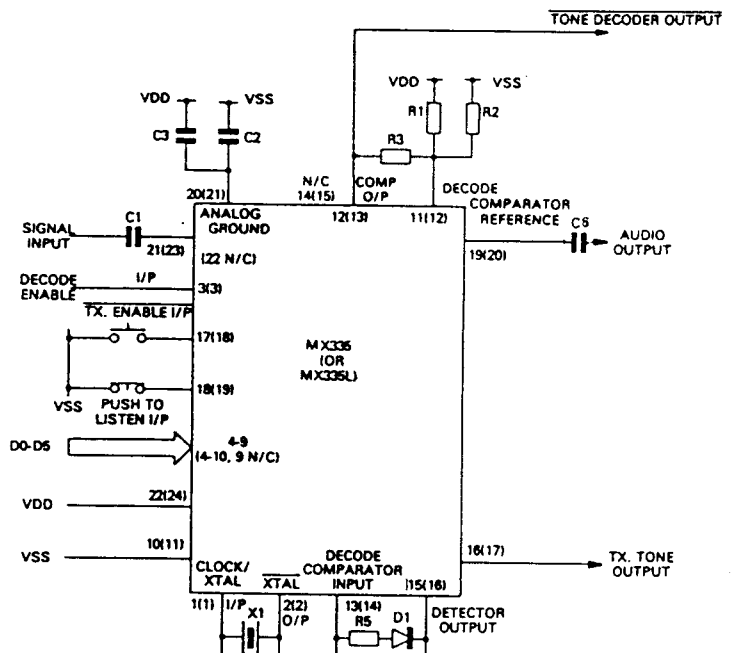 TONE DECODER OUTPUT
VDD
VSS
C3
C2
VDD
VSS
R1
R2
R3
20(21)
N/C
14(15)
COMP
O/P
12(13)
11(12)
DECODE
COMPARATOR
REFERENCE
ANALOG
GROUND
SIGNAL
INPUT
C1
21(23)
(22 N/C)
19(20)
C6
AUDIO
OUTPUT
DECODE
ENABLE
I/P
3(3)
TX. ENABLE I/P
17(18)
MX335
(OR
MX335L)
18(19)
VSS
PUSH TO
LISTEN I/P
D0-D5
4-9
(4-10, 9 N/C)
VDD
22(24)
VSS
10(11)
16(17)
TX. TONE
OUTPUT
CLOCK/
XTAL
XTAL
DECODE
COMPARATOR
INPUT
1(1)
I/P
X1
2(2)
O/P
13(14)
15(16)
R5
D1
DETECTOR
OUTPUT